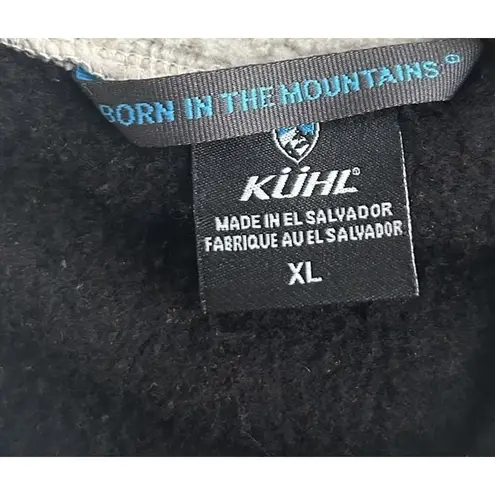 BORN IN THE MOUNTAINS®
KÜHL®
MADE IN EL SALVADOR
FABRIQUE AU EL SALVADOR
XL